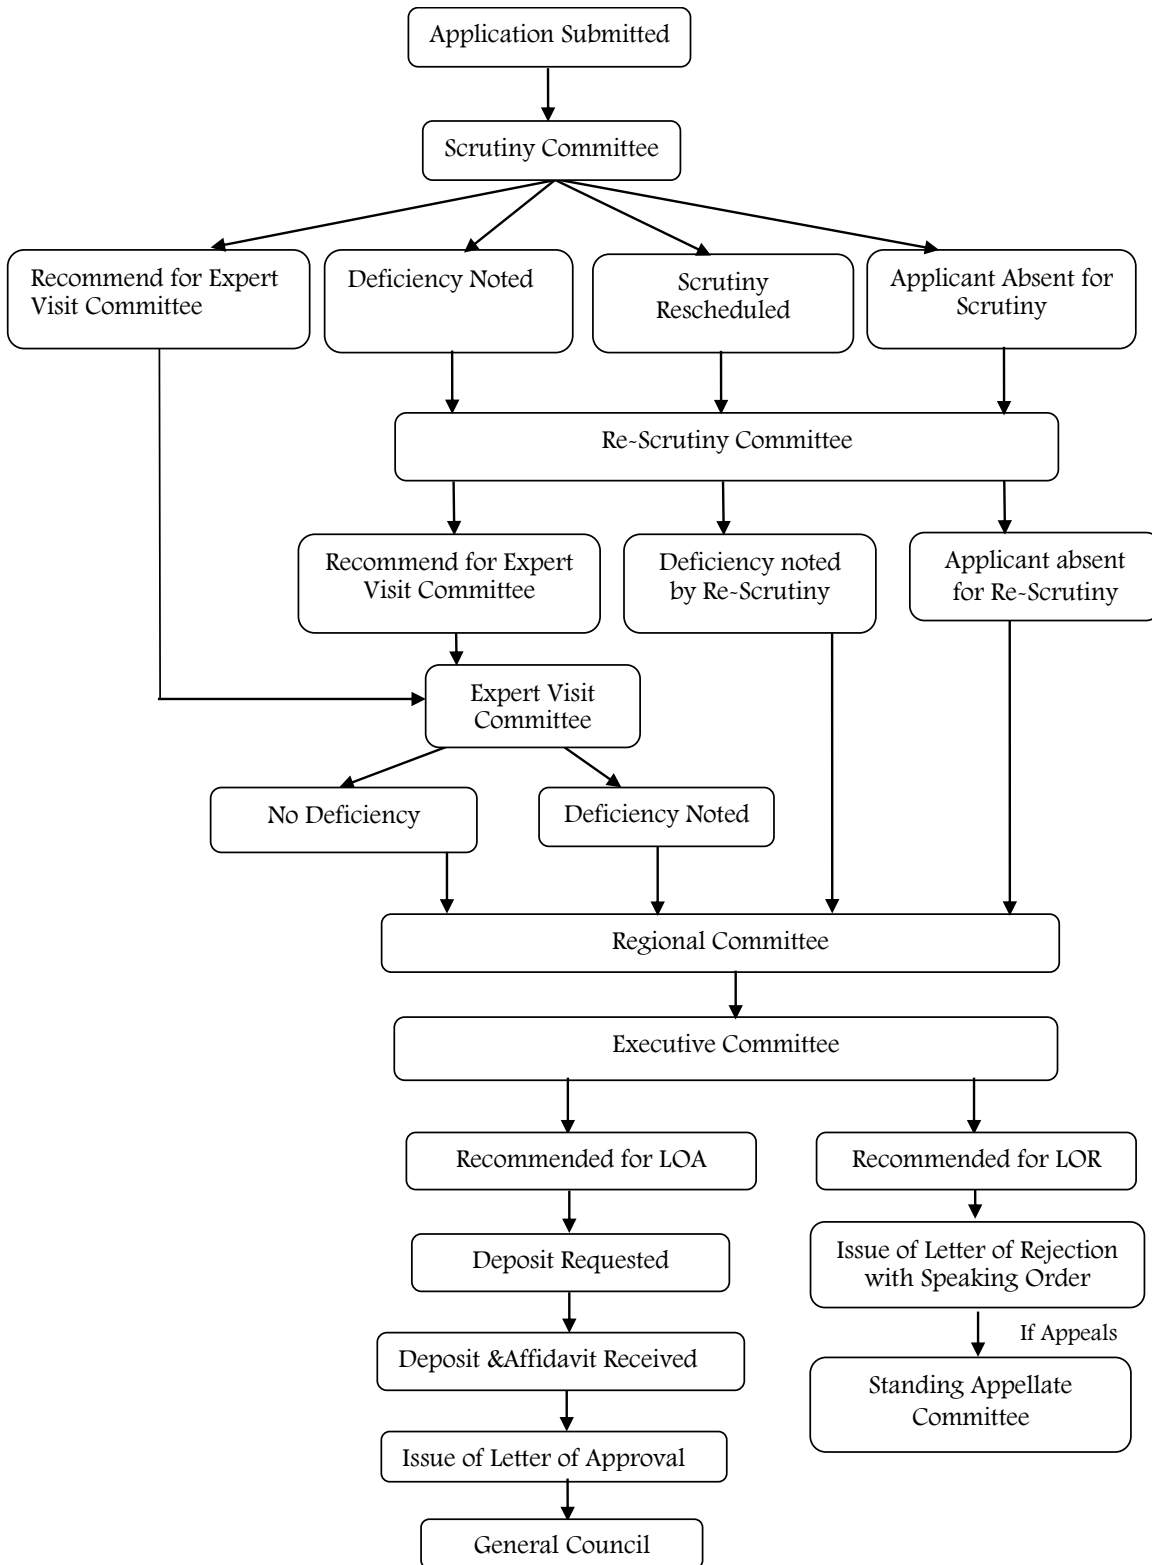 Application Submitted
Scrutiny Committee
Recommend for Expert
Visit Committee
Deficiency Noted
Scrutiny
Rescheduled
Applicant Absent for
Scrutiny
Re-Scrutiny Committee
Recommend for Expert
Visit Committee
Deficiency noted
by Re-Scrutiny
Applicant absent
for Re-Scrutiny
Expert Visit
Committee
No Deficiency
Deficiency Noted
Regional Committee
Executive Committee
Recommended for LOA
Recommended for LOR
Deposit Requested
Issue of Letter of Rejection
with Speaking Order
If Appeals
Deposit &Affidavit Received
Standing Appellate
Committee
Issue of Letter of Approval
General Council